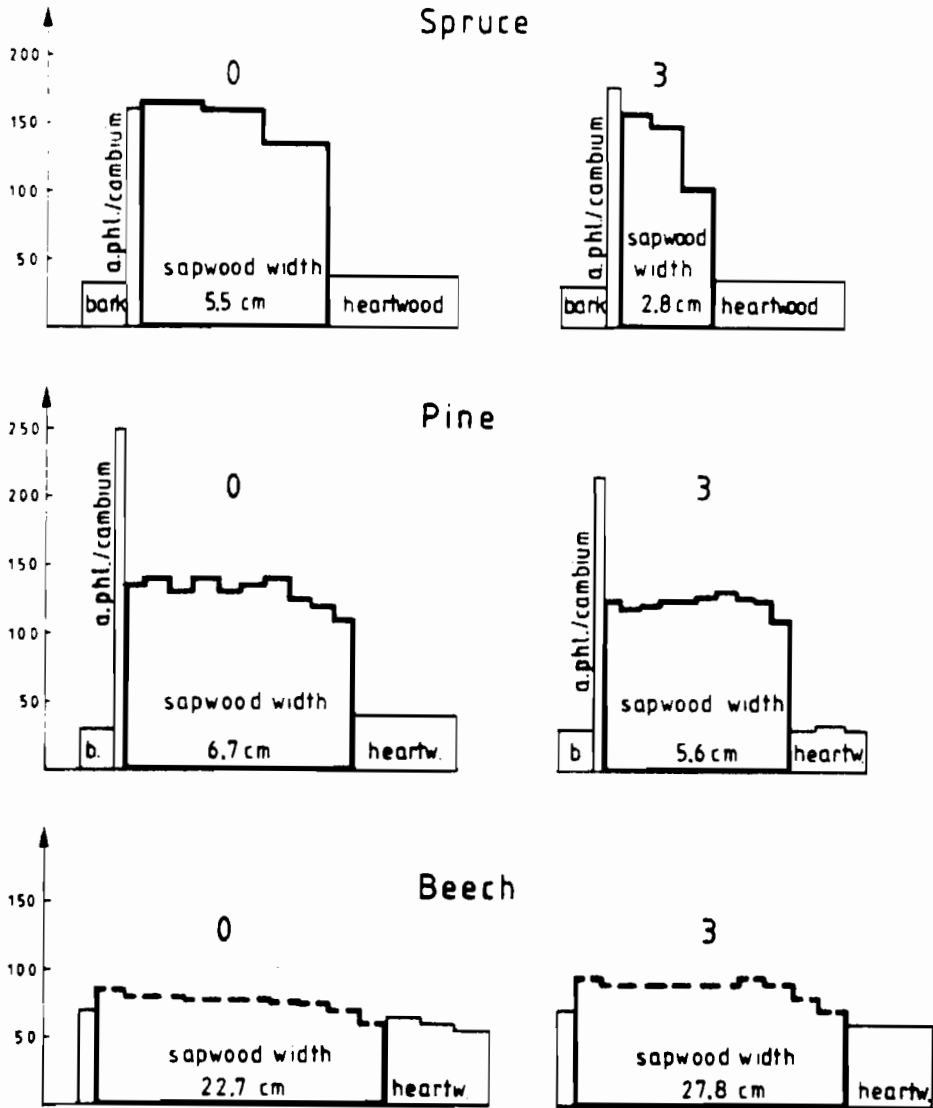 Spruce
200
150
100
50
0
3
a.phl./cambium
a.phl./cambium
bark
sapwood width
5.5 cm
heartwood
bark
sapwood
width
2.8 cm
heartwood
Pine
250
200
150
100
50
0
3
a.phl./cambium
a.phl./cambium
b.
sapwood width
6.7 cm
heartw.
b
sapwood width
5.6 cm
heartw.
Beech
150
100
50
0
3
sapwood width
22.7 cm
heartw.
sapwood width
27.8 cm
heartw.